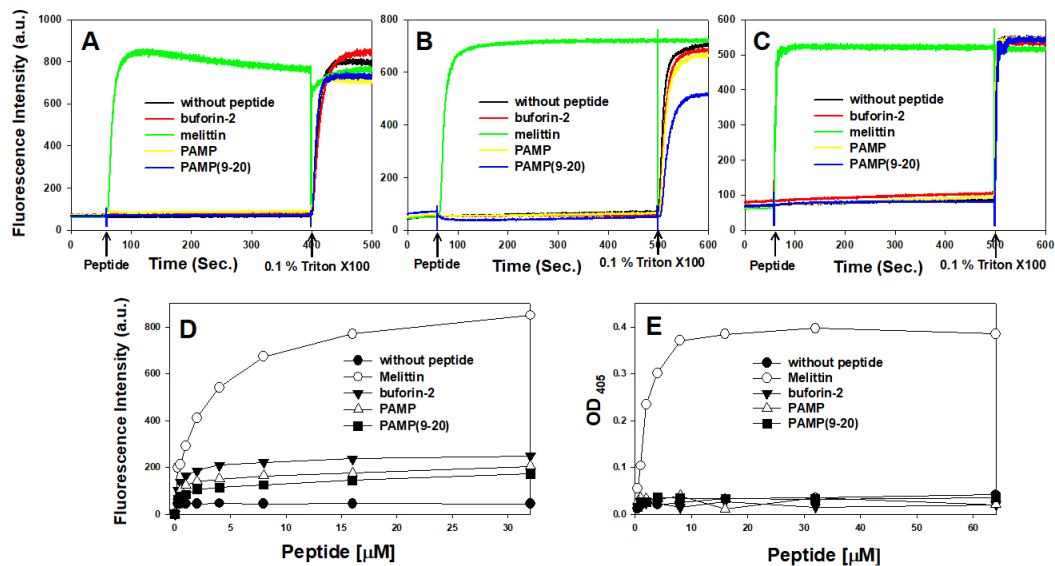 Fluorescence Intensity (a.u.)
A
1000
800
600
400
200
0
without peptide
buforin-2
melittin
PAMP
PAMP(9-20)
0 100 200 300 400 500
Peptide Time (Sec.) 0.1 % Triton X100
B
800
600
400
200
0
without peptide
buforin-2
melittin
PAMP
PAMP(9-20)
0 100 200 300 400 500 600
Peptide Time (Sec.) 0.1 % Triton X100
C
600
500
400
300
200
100
0
without peptide
buforin-2
melittin
PAMP
PAMP(9-20)
0 100 200 300 400 500 600
Peptide Time (Sec.) 0.1 % Triton X100
Fluorescence Intensity (a.u.)
D
800
600
400
200
0
without peptide
Melittin
buforin-2
PAMP
PAMP(9-20)
0 5 10 15 20 25 30
Peptide [μM]
OD405
E
0.4
0.3
0.2
0.1
0.0
without peptide
Melittin
buforin-2
PAMP
PAMP(9-20)
0 10 20 30 40 50 60
Peptide [μM]